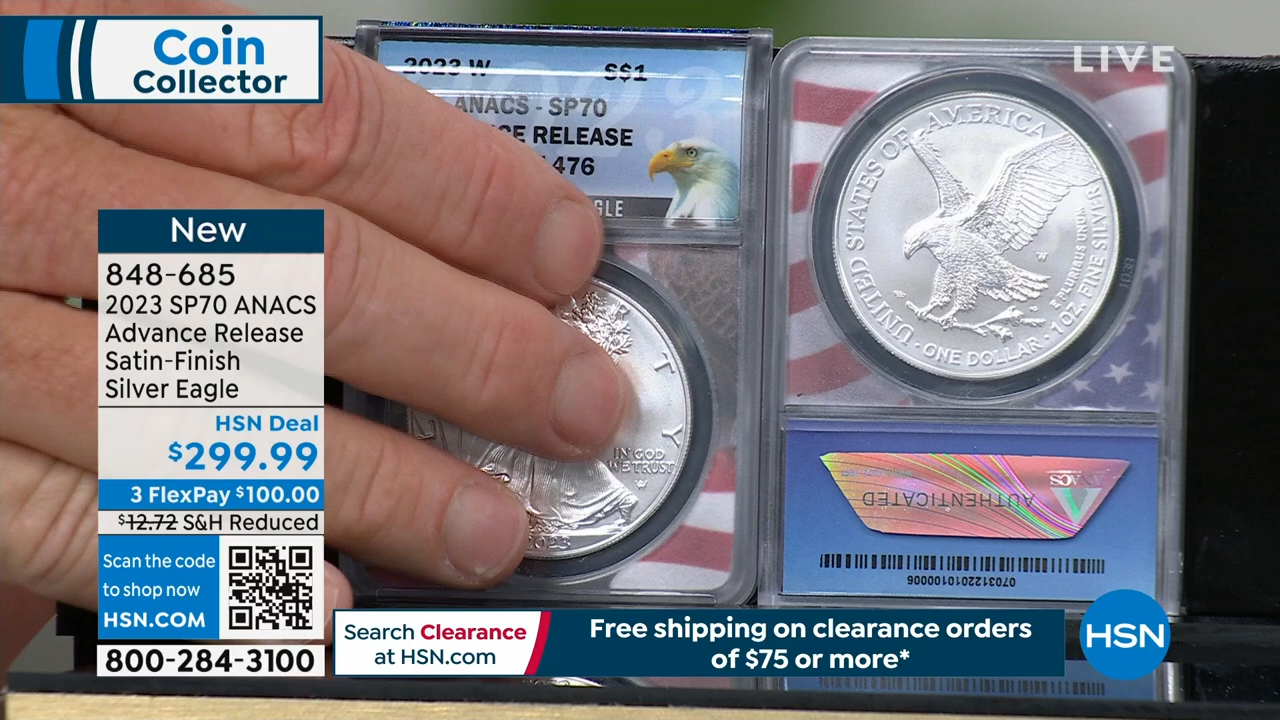 Coin
Collector
LIVE
2023 W S$1
ANACS - SP70
RELEASE
476
UNITED STATES OF AMERICA
W
E PLURIBUS UNUM
1 OZ. FINE SILVER
· ONE DOLLAR ·
T
Y
IN GOD
WE TRUST
W
2023
ANACS
AUTHENTICATED
0703122010100006
New
848-685
2023 SP70 ANACS
Advance Release
Satin-Finish
Silver Eagle
HSN Deal
$299.99
3 FlexPay $100.00
$12.72 S&H Reduced
Scan the code
to shop now
HSN.COM
800-284-3100
Search Clearance
at HSN.com
Free shipping on clearance orders
of $75 or more*
HSN